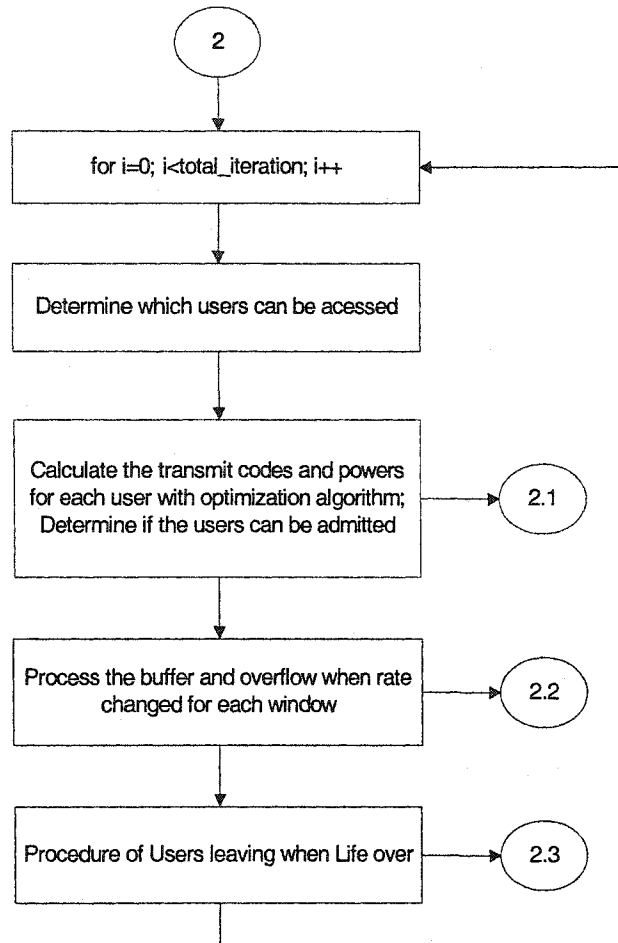 2
for i=0; i<total_iteration; i++
Determine which users can be acessed
Calculate the transmit codes and powers
for each user with optimization algorithm;
Determine if the users can be admitted
2.1
Process the buffer and overflow when rate
changed for each window
2.2
Procedure of Users leaving when Life over
2.3